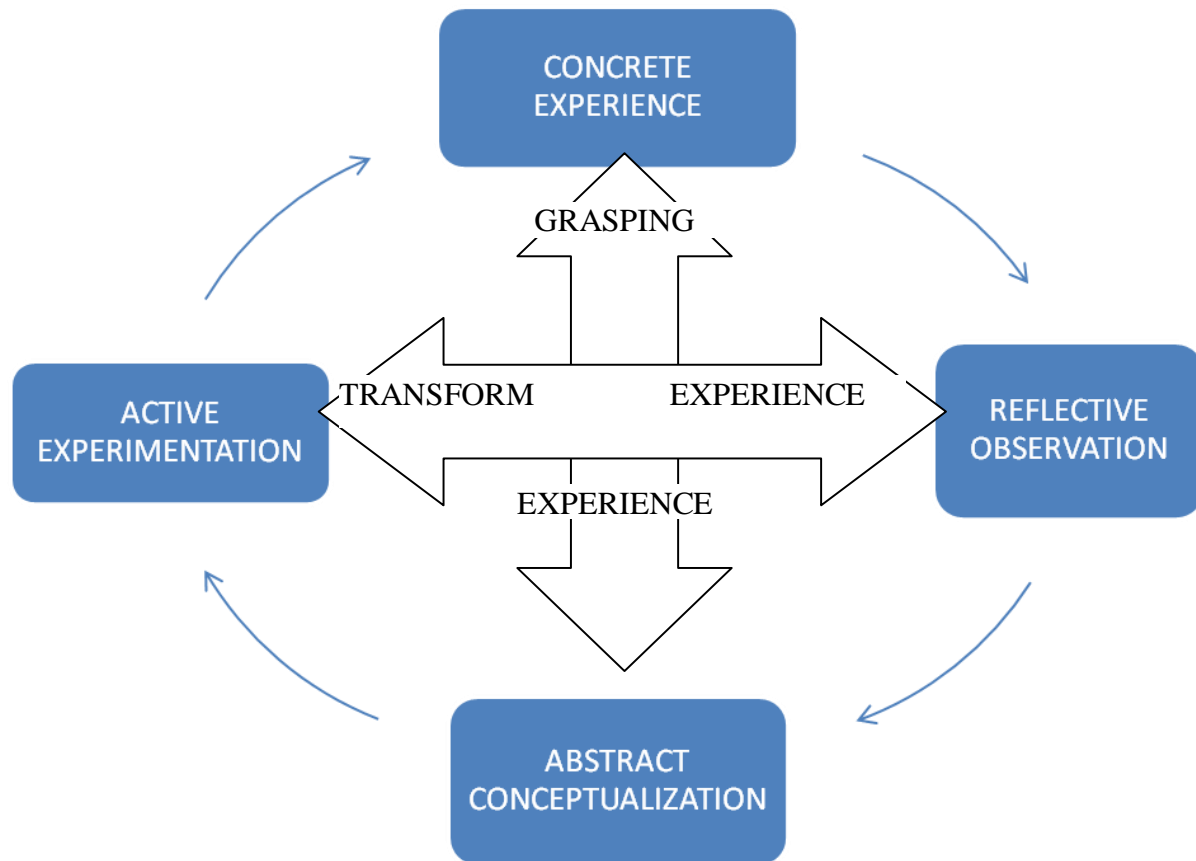 CONCRETE
EXPERIENCE
GRASPING
TRANSFORM EXPERIENCE
ACTIVE
EXPERIMENTATION
REFLECTIVE
OBSERVATION
EXPERIENCE
ABSTRACT
CONCEPTUALIZATION